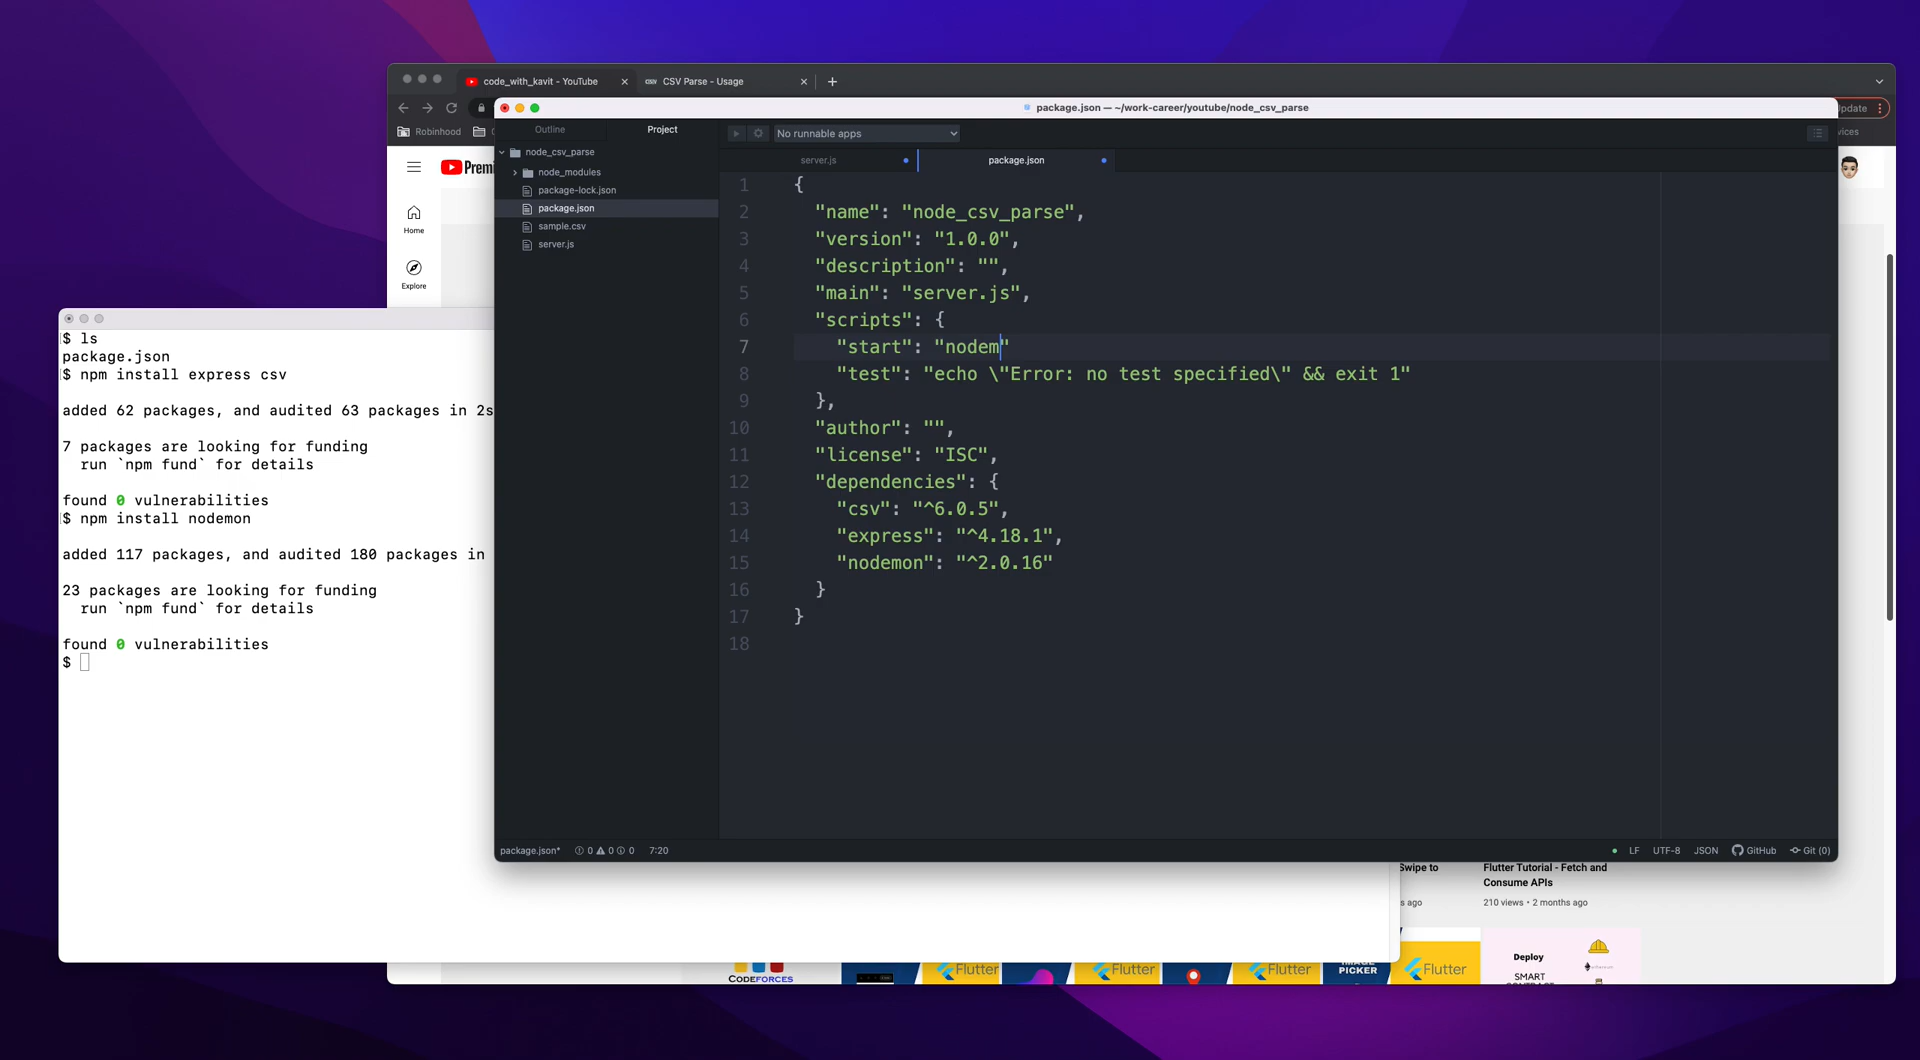 code_with_kavit - YouTube
CSV Parse - Usage
Robinhood
Update
vices
Premi
Home
Explore
package.json — ~/work-career/youtube/node_csv_parse
Outline
Project
No runnable apps
node_csv_parse
node_modules
package-lock.json
package.json
sample.csv
server.js
server.js
package.json
1 {
2 "name": "node_csv_parse",
3 "version": "1.0.0",
4 "description": "",
5 "main": "server.js",
6 "scripts": {
7 "start": "nodem"
8 "test": "echo \"Error: no test specified\" && exit 1"
9 },
10 "author": "",
11 "license": "ISC",
12 "dependencies": {
13 "csv": "^6.0.5",
14 "express": "^4.18.1",
15 "nodemon": "^2.0.16"
16 }
17 }
18
package.json* 0 0 0 7:20
LF UTF-8 JSON GitHub Git (0)
$ ls
package.json
$ npm install express csv
added 62 packages, and audited 63 packages in 2s
7 packages are looking for funding
run `npm fund` for details
found 0 vulnerabilities
$ npm install nodemon
added 117 packages, and audited 180 packages in
23 packages are looking for funding
run `npm fund` for details
found 0 vulnerabilities
$
Swipe to
s ago
Flutter Tutorial - Fetch and
Consume APIs
210 views • 2 months ago
CODEFORCES
Flutter
Flutter
Flutter
IMAGE
PICKER
Flutter
Deploy
SMART
CONTRACT